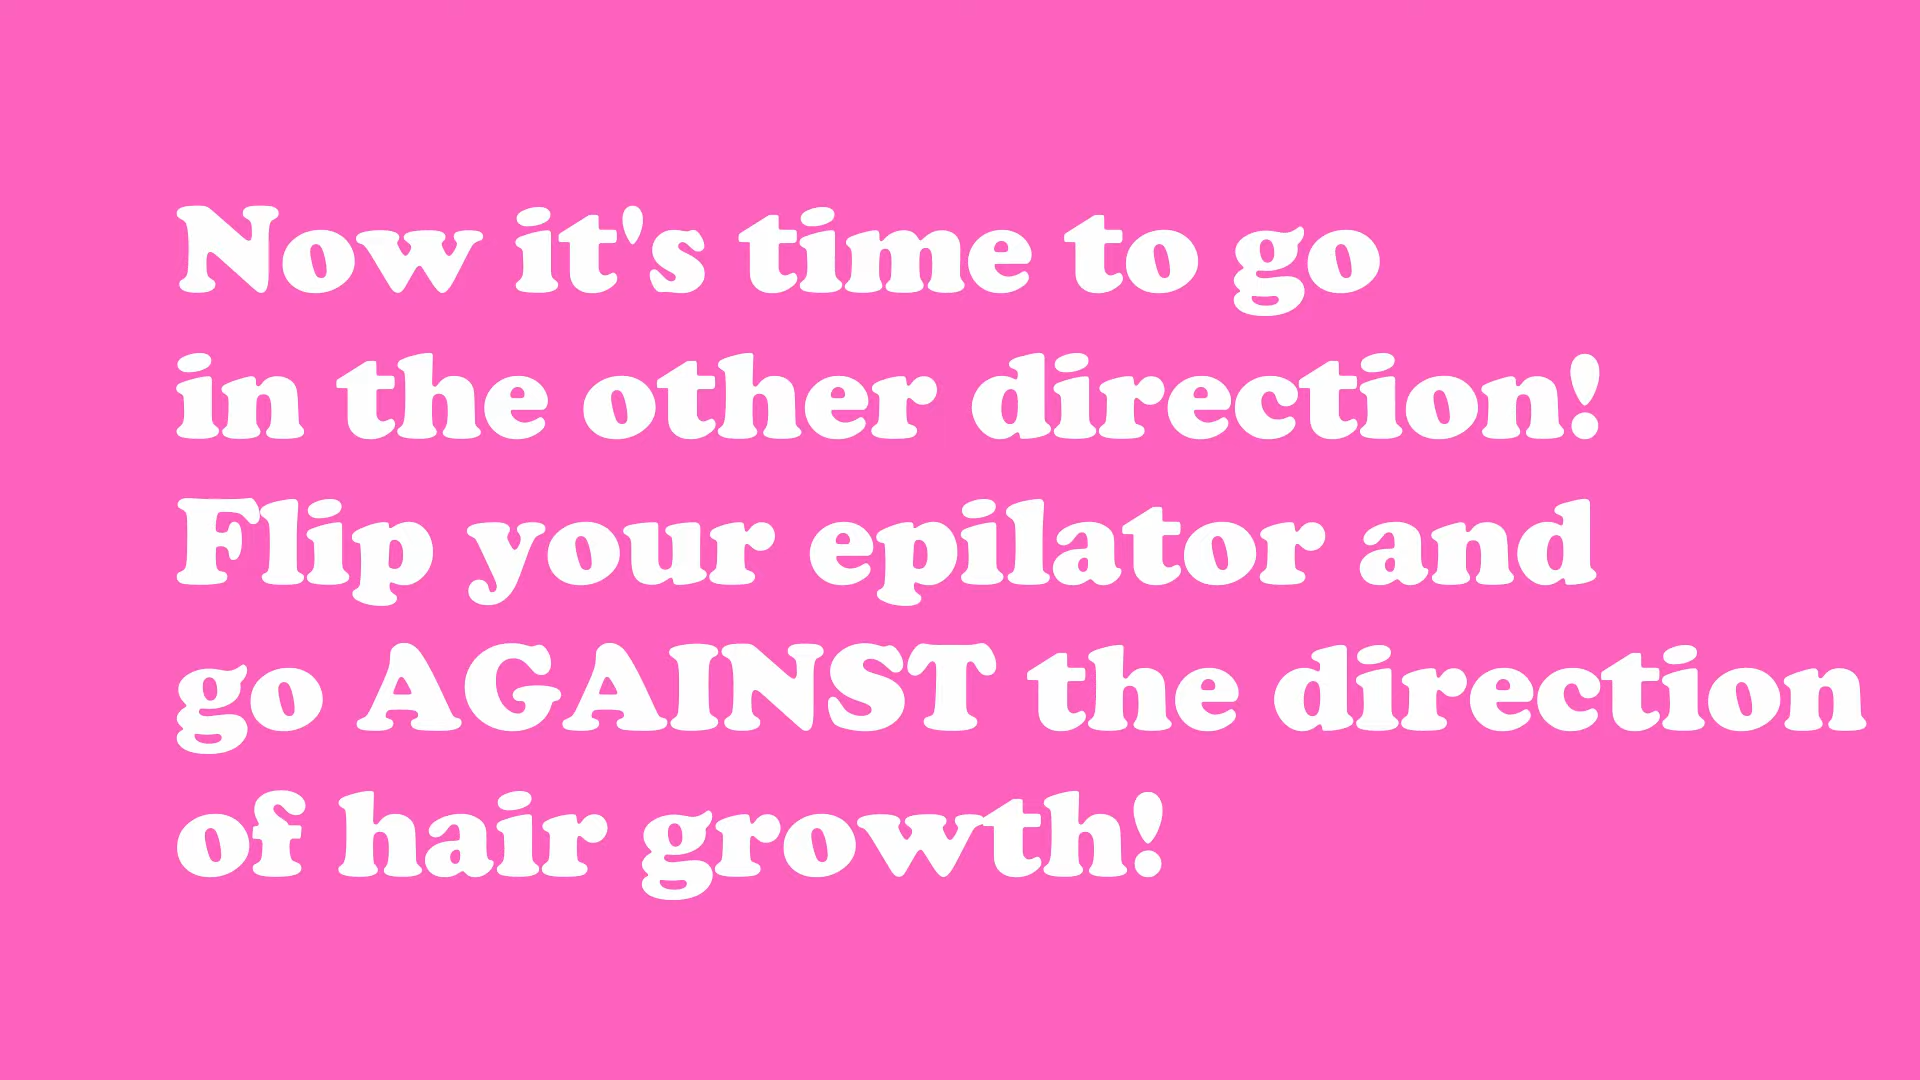 Now it's time to go
in the other direction!
Flip your epilator and
go AGAINST the direction
of hair growth!